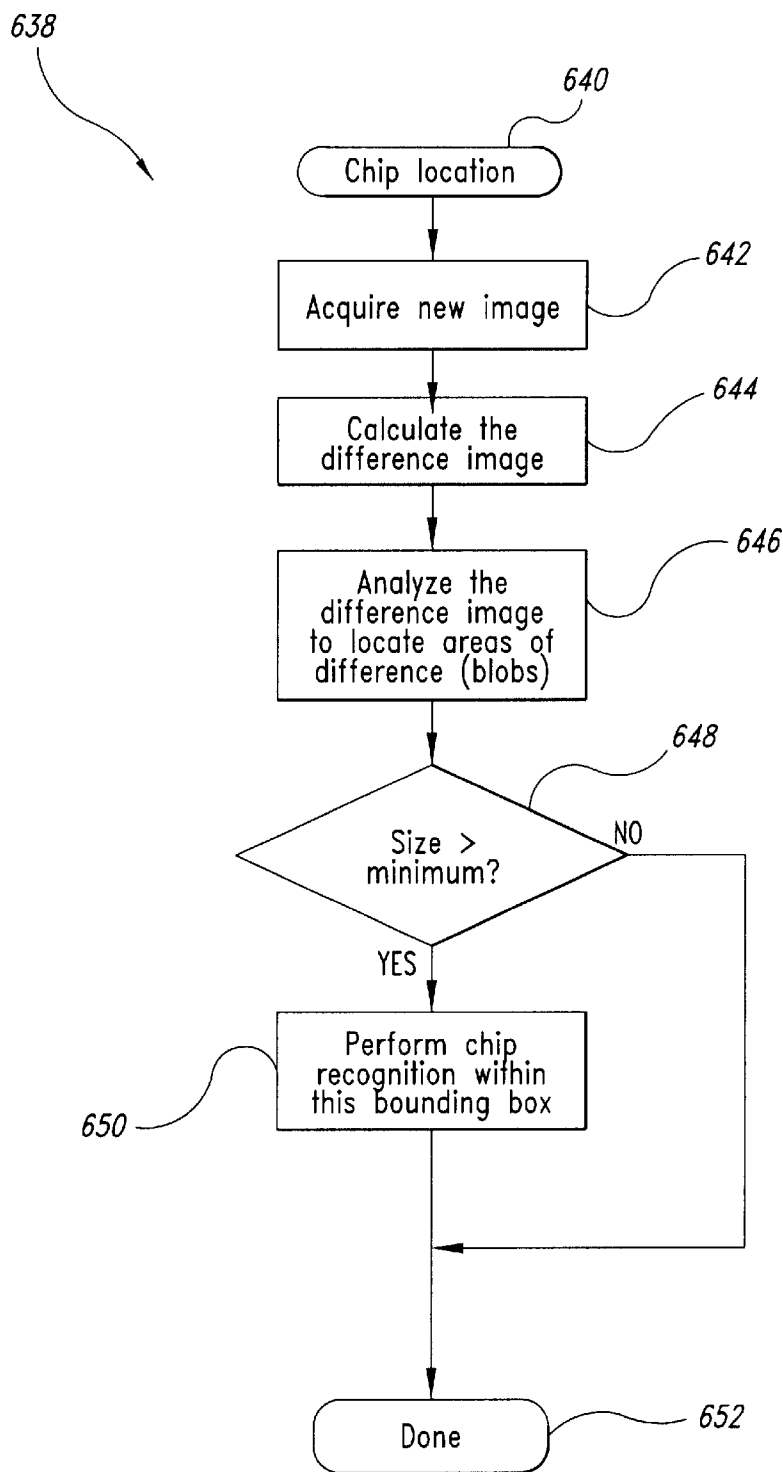 638
640
Chip location
642
Acquire new image
644
Calculate the
difference image
646
Analyze the
difference image
to locate areas of
difference (blobs)
648
Size >
minimum?
NO
YES
Perform chip
recognition within
this bounding box
650
Done
652